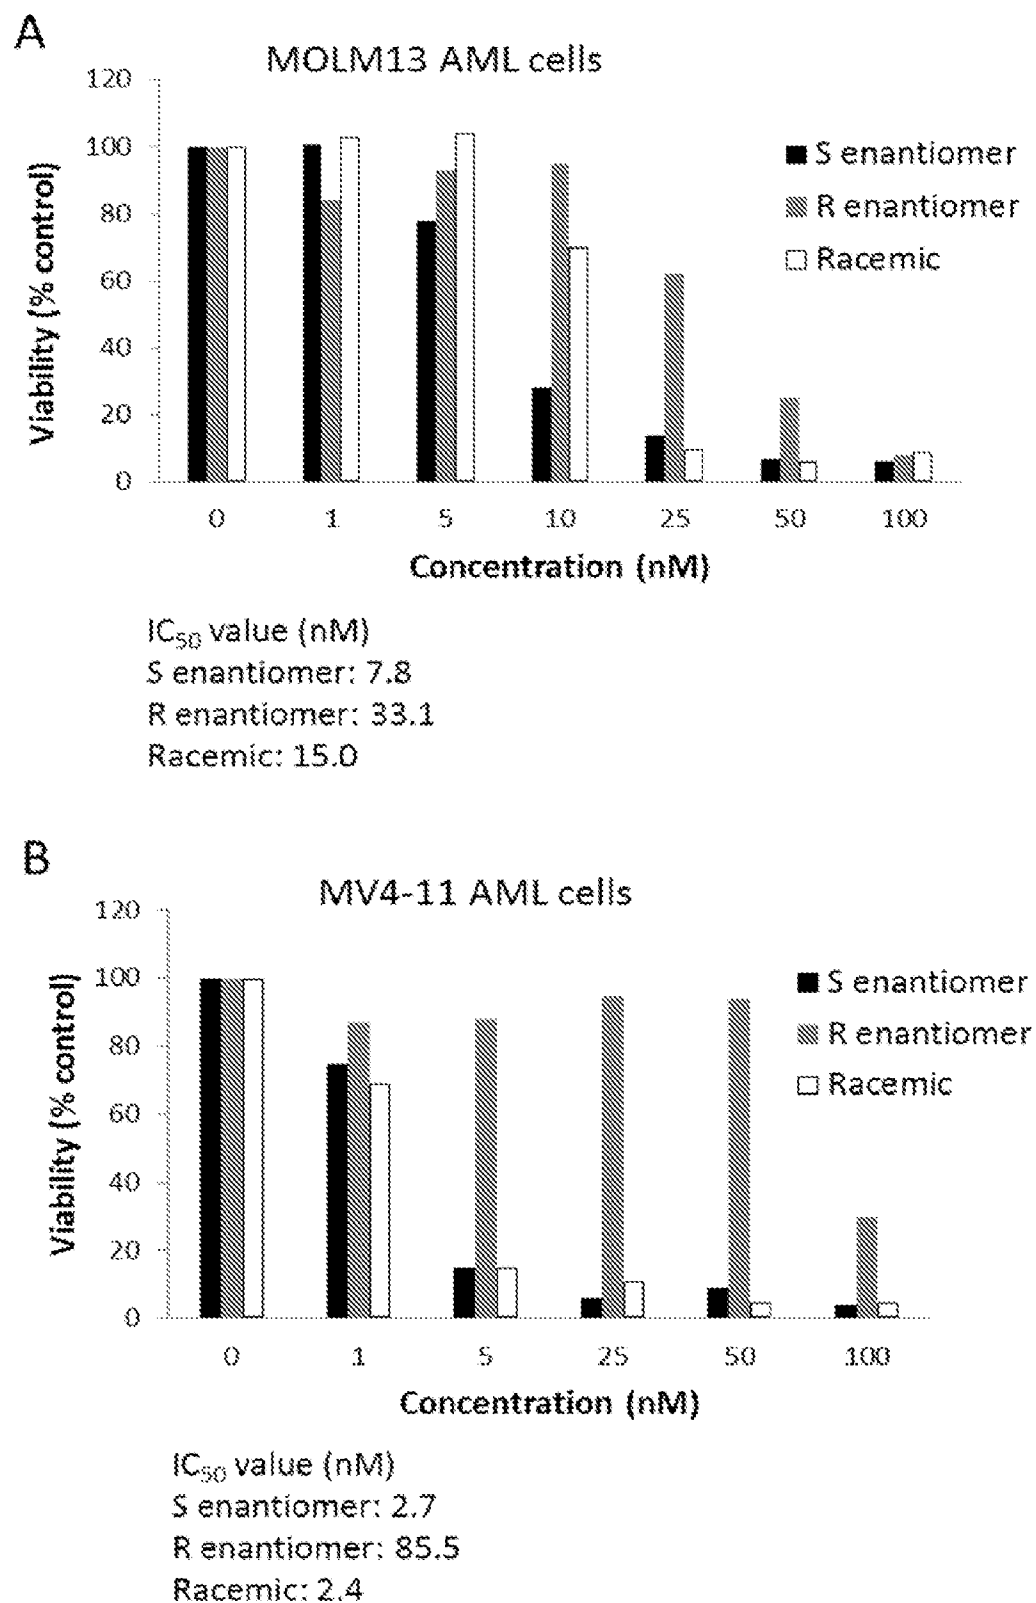 A
MOLM13 AML cells
120
100
80
60
40
20
0
Viability (% control)
S enantiomer
R enantiomer
Racemic
0 1 5 10 25 50 100
Concentration (nM)
IC₅₀ value (nM)
S enantiomer: 7.8
R enantiomer: 33.1
Racemic: 15.0
B
MV4-11 AML cells
120
100
80
60
40
20
0
Viability (% control)
S enantiomer
R enantiomer
Racemic
0 1 5 25 50 100
Concentration (nM)
IC₅₀ value (nM)
S enantiomer: 2.7
R enantiomer: 85.5
Racemic: 2.4